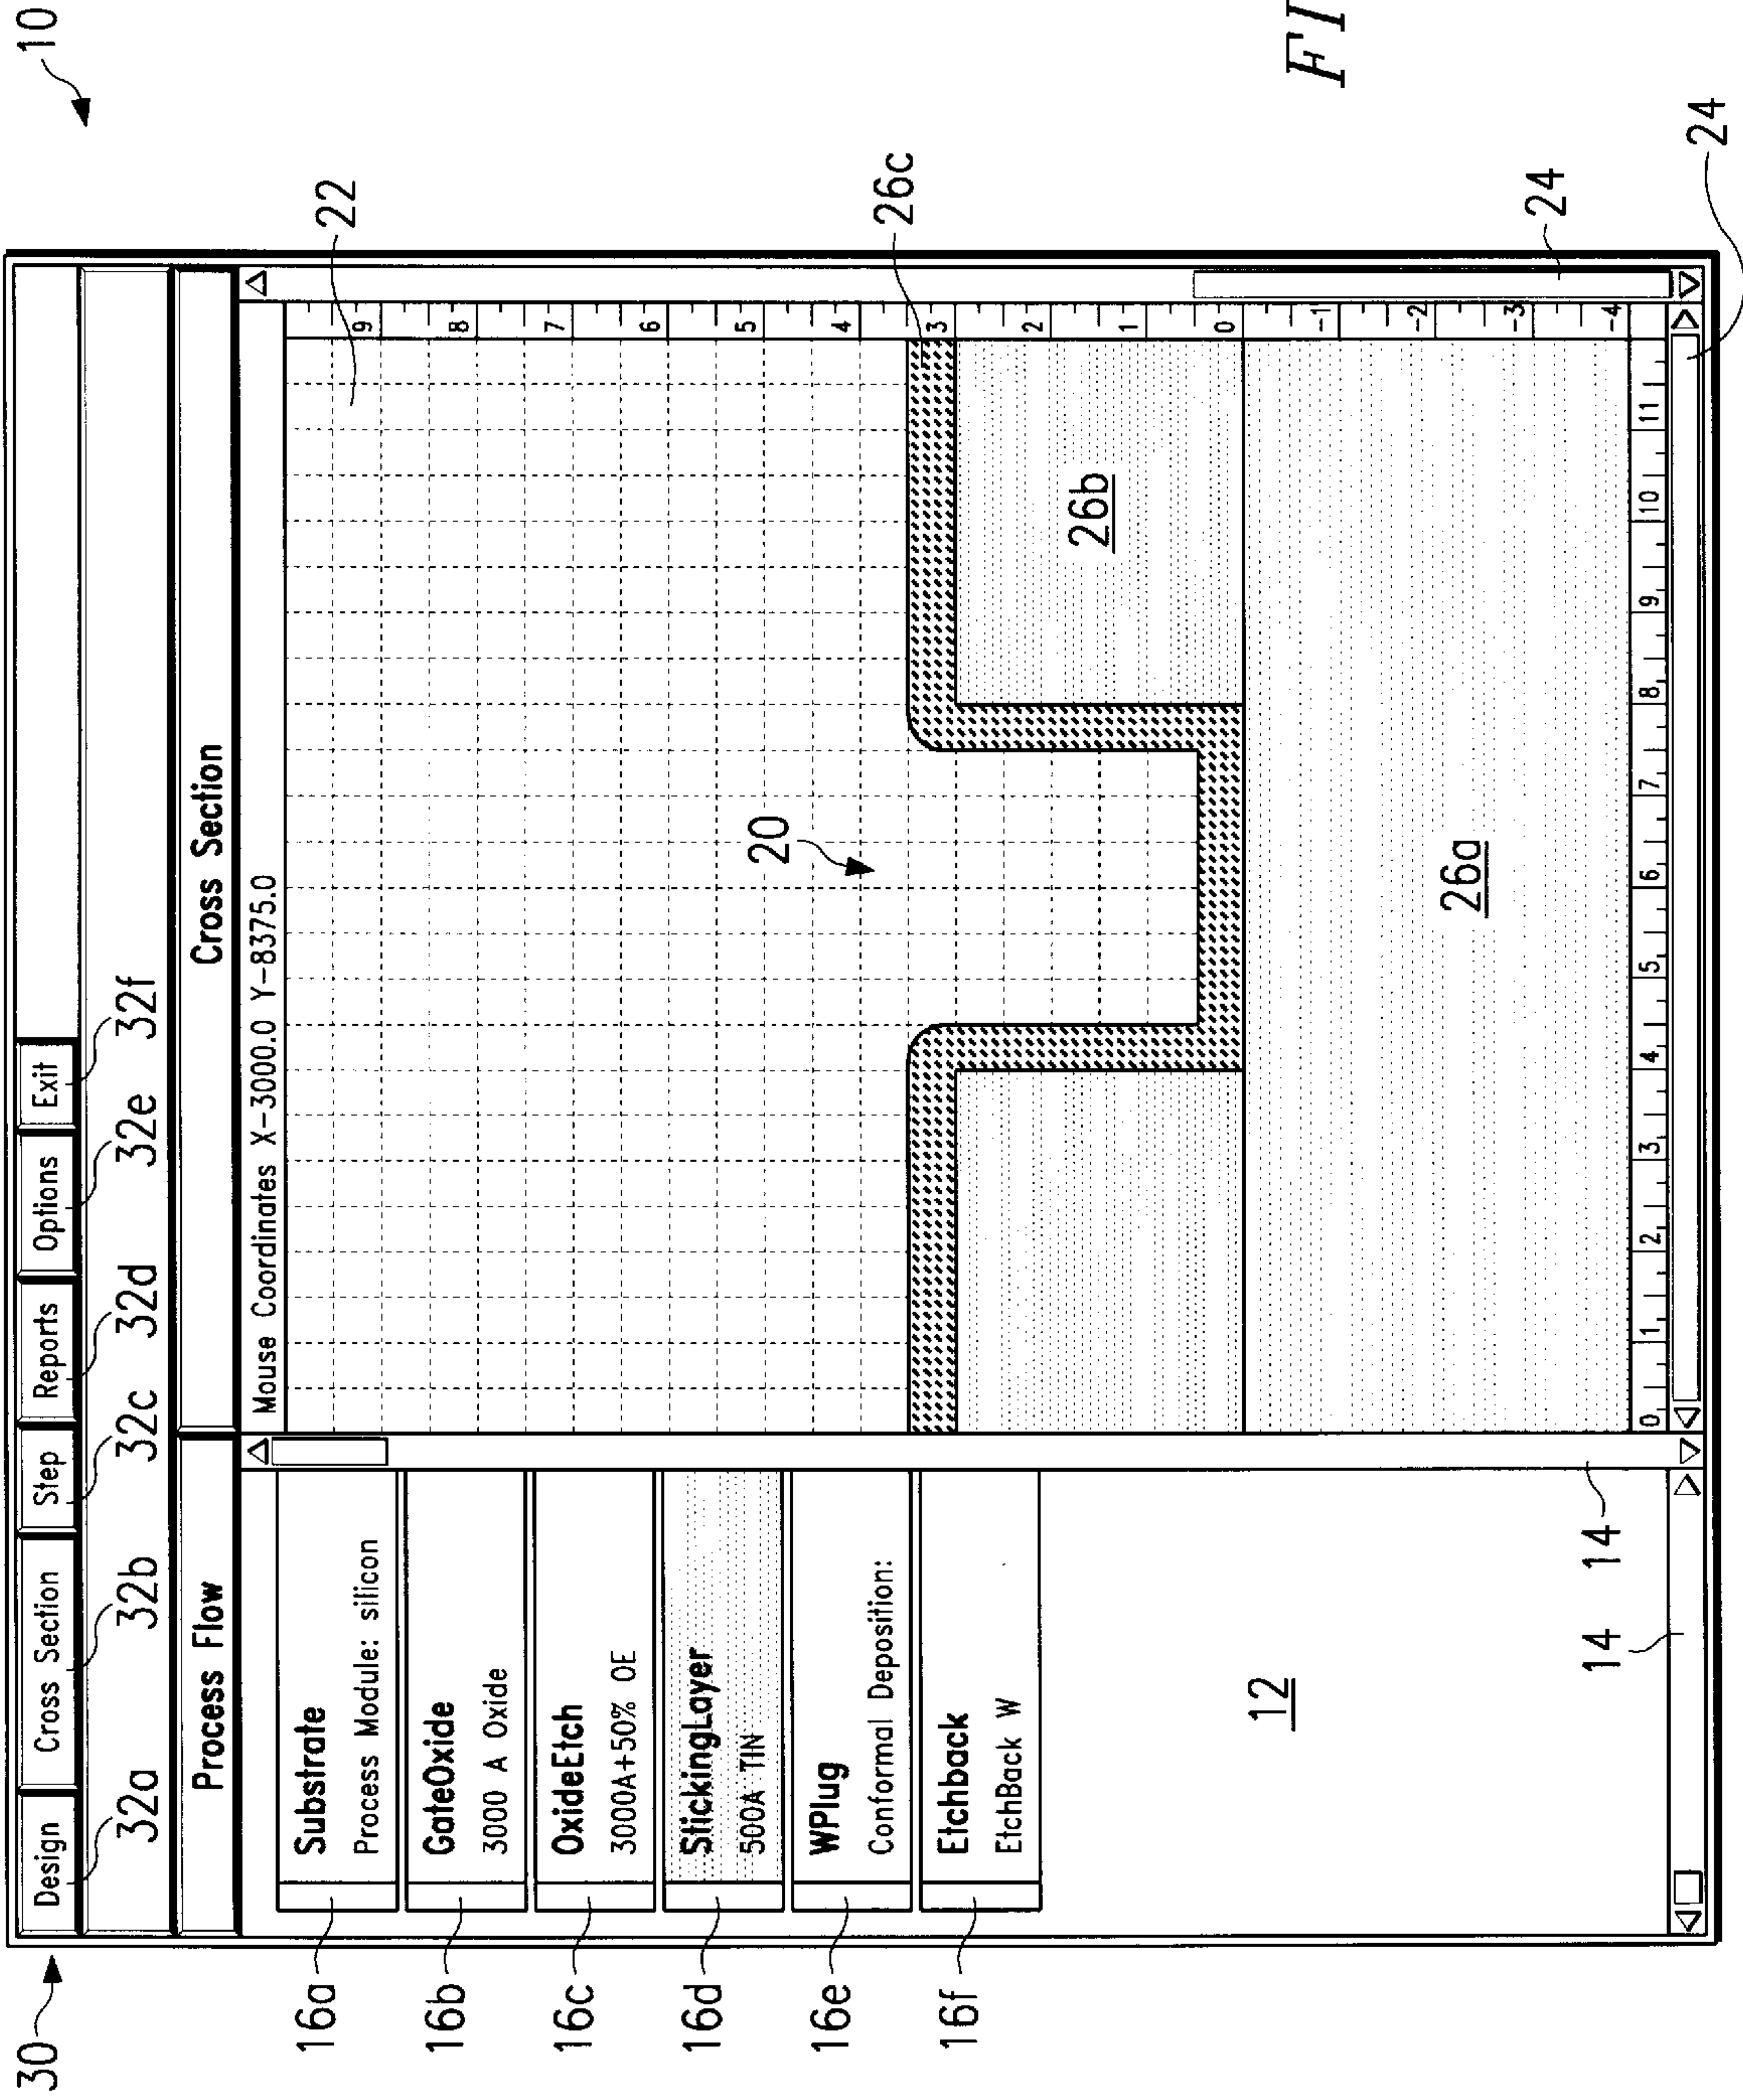 10
30
Design Cross Section Step Reports Options Exit
32a 32b 32c 32d 32e 32f
Process Flow
Cross Section
Mouse Coordinates X-3000.0 Y-8375.0
16a
Substrate
Process Module: silicon
16b
GateOxide
3000 A Oxide
16c
OxideEtch
3000A+50% OE
16d
StickingLayer
500A TIN
16e
WPlug
Conformal Deposition:
16f
Etchback
EtchBack W
12
14
14
22
20
26c
26b
26a
24
24
9
8
7
6
5
4
3
2
1
0
-1
-2
-3
-4
0 1 2 3 4 5 6 7 8 9 10 11
FI